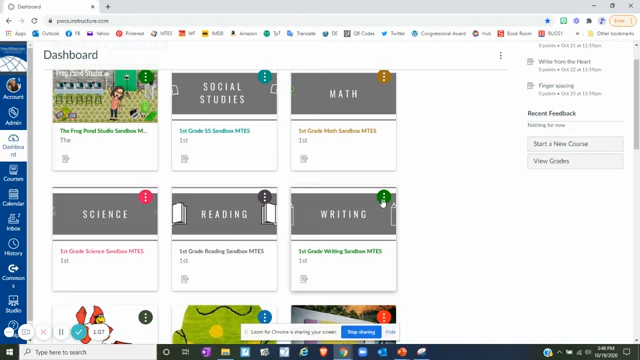 Dashboard
pwcs.instructure.com
Error
Apps
Bookmarks
Yahoo
Pinterest
MTES
WF
IMDB
Amazon
TpT
Translate
DE
QR Codes
Twitter
Congressional Award
Hunt
Book Room
RUOS1
Other bookmarks
Dashboard
Account
Admin
Dashboa
rd
Courses
Calendar
Inbox
History
Common
s
Studio
Frog Pond Studio
The Frog Pond Studio Sandbox M...
The
SOCIAL
STUDIES
1st Grade SS Sandbox MTES
1st
MATH
1st Grade Math Sandbox MTES
1st
SCIENCE
1st Grade Science Sandbox MTES
1st
READING
1st Grade Reading Sandbox MTES
1st
WRITING
1st Grade Writing Sandbox MTES
1st
0 points • Oct 21 at 11:59pm
Write from the Heart
0 points • Oct 22 at 11:59pm
Finger spacing
0 points • Oct 23 at 11:59pm
Recent Feedback
Nothing for now
Start a New Course
View Grades
1:07
Loom for Chrome is sharing your screen.
Stop sharing
Hide
Type here to search
3:40 PM
10/19/2020